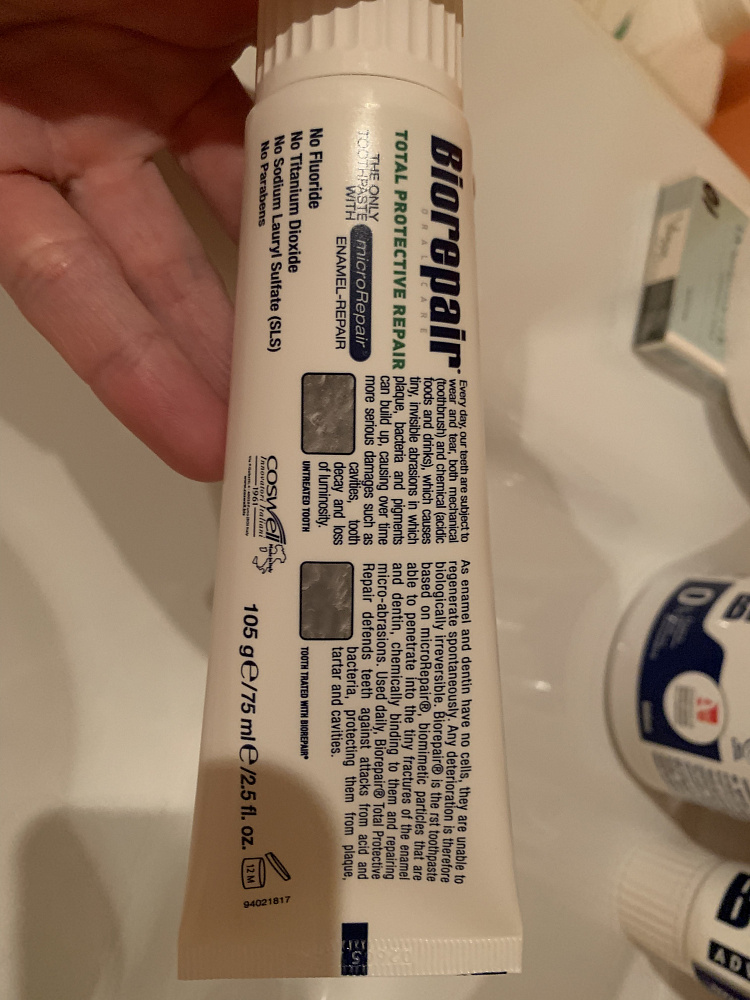 Biorepair
ORAL CARE
TOTAL PROTECTIVE REPAIR
THE ONLY
TOOTHPASTE
WITH
microRepair®
ENAMEL-REPAIR
No Fluoride
No Titanium Dioxide
No Sodium Lauryl Sulfate (SLS)
No Parabens
Every day, our teeth are subject to
wear and tear, both mechanical
(toothbrush) and chemical (acidic
foods and drinks), which causes
tiny, invisible abrasions in which
plaque, bacteria and pigments
can build up, causing over time
more serious damages such as
cavities, tooth
decay and loss
of luminosity.
UNTREATED TOOTH
As enamel and dentin have no cells, they are unable to
regenerate spontaneously. Any deterioration is therefore
biologically irreversible. Biorepair® is the rst toothpaste
based on microRepair®, biomimetic particles that are
able to penetrate into the tiny fractures of the enamel
and dentin, chemically binding to them and repairing
micro-abrasions. Used daily, Biorepair® Total Protective
Repair defends teeth against attacks from acid and
bacteria, protecting them from plaque,
tartar and cavities.
TOOTH TRATED WITH BIOREPAIR®
COSWell
Innovatori Italiani
1961
105 g℮/75 ml℮/2.5 fl. oz.
12 M
94021817